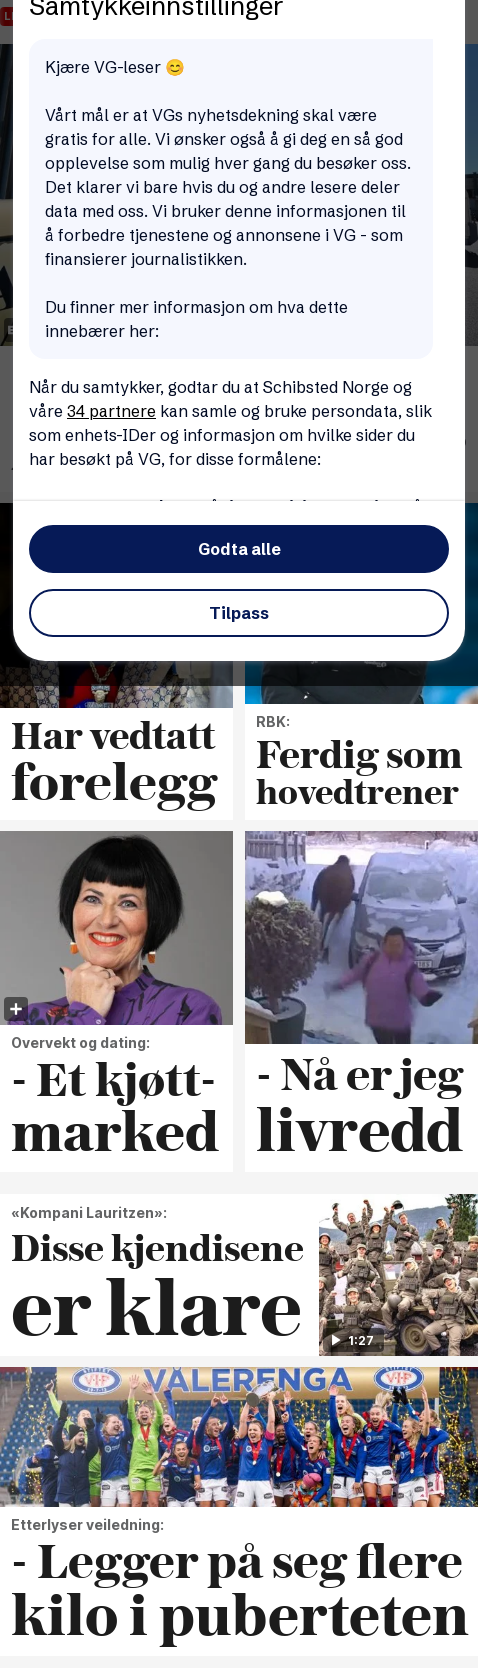 Samtykkeinnstillinger
Kjære VG-leser 😊
Vårt mål er at VGs nyhetsdekning skal være
gratis for alle. Vi ønsker også å gi deg en så god
opplevelse som mulig hver gang du besøker oss.
Det klarer vi bare hvis du og andre lesere deler
data med oss. Vi bruker denne informasjonen til
å forbedre tjenestene og annonsene i VG - som
finansierer journalistikken.
Du finner mer informasjon om hva dette
innebærer her:
Når du samtykker, godtar du at Schibsted Norge og
våre 34 partnere kan samle og bruke persondata, slik
som enhets-IDer og informasjon om hvilke sider du
har besøkt på VG, for disse formålene:
Godta alle
Tilpass
Har vedtatt
forelegg
RBK:
Ferdig som
hovedtrener
Overvekt og dating:
- Et kjøtt-
marked
- Nå er jeg
livredd
«Kompani Lauritzen»:
Disse kjendisene
er klare
1:27
VÅLERENGA
Etterlyser veiledning:
- Legger på seg flere
kilo i puberteten